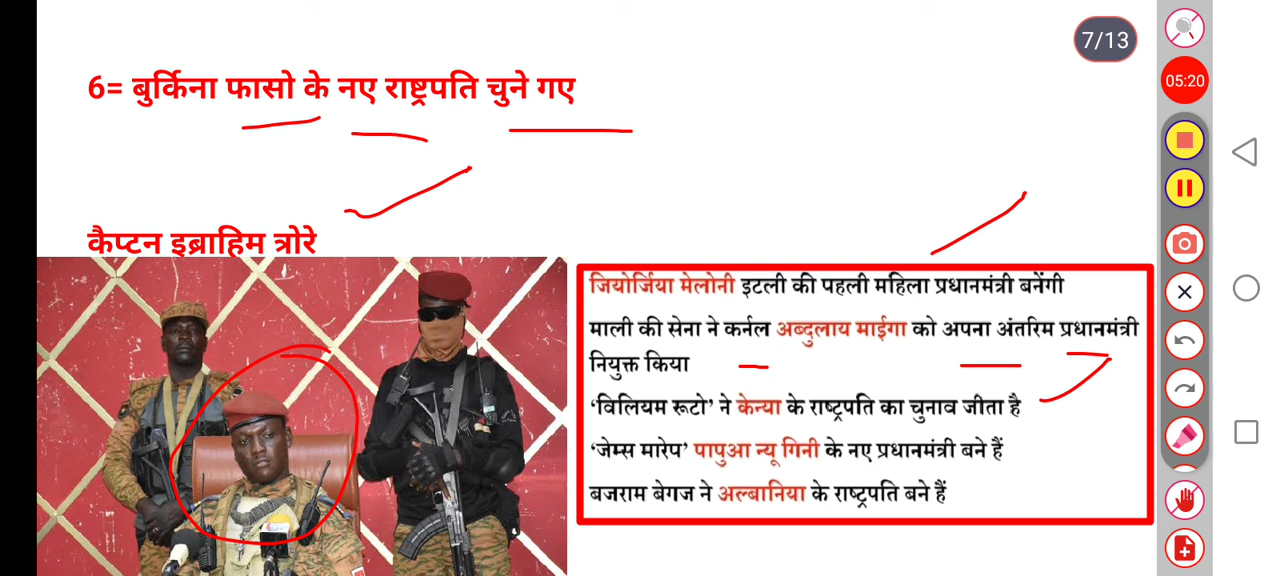 7/13
05:20
6= बुर्किना फासो के नए राष्ट्रपति चुने गए
कैप्टन इब्राहिम त्रोरे
जियोर्जिया मेलोनी इटली की पहली महिला प्रधानमंत्री बनेंगी
माली की सेना ने कर्नल अब्दुलाय माईगा को अपना अंतरिम प्रधानमंत्री
नियुक्त किया
‘विलियम रूटो’ ने केन्या के राष्ट्रपति का चुनाव जीता है
‘जेम्स मारेप’ पापुआ न्यू गिनी के नए प्रधानमंत्री बने हैं
बजराम बेगज ने अल्बानिया के राष्ट्रपति बने हैं